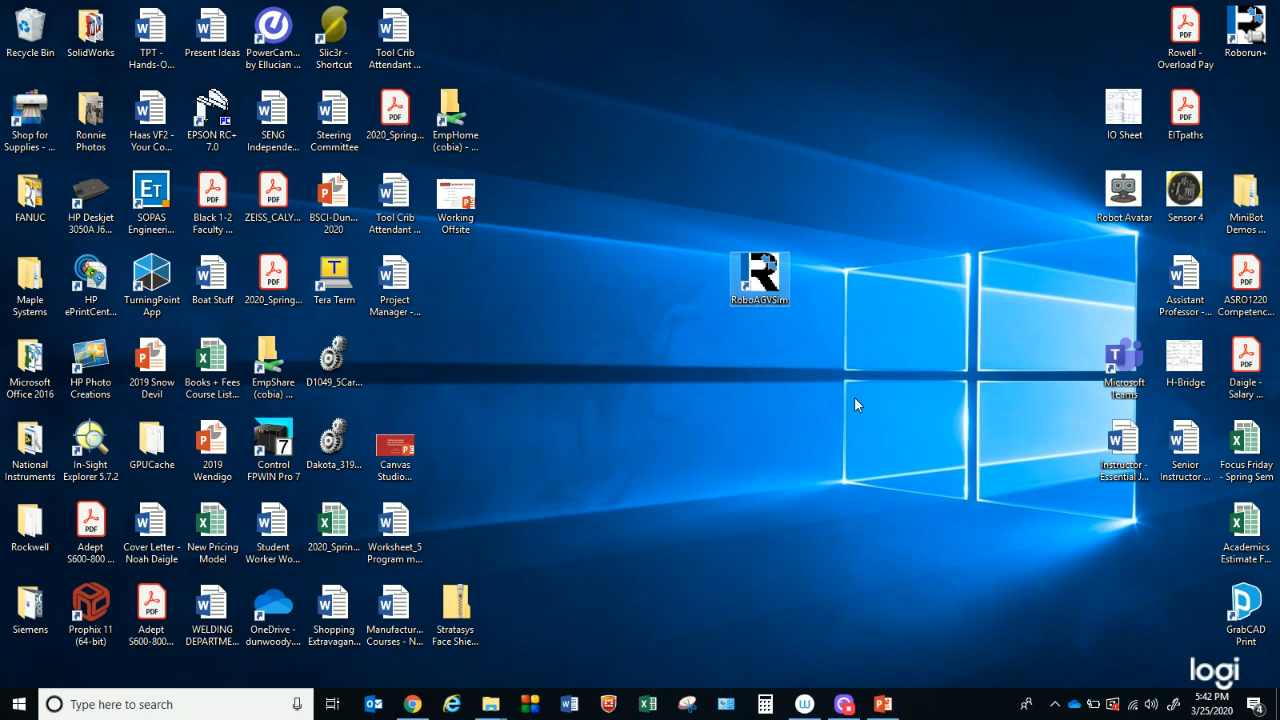 Recycle Bin
SolidWorks
TPT -
Hands-O...
Present Ideas
PowerCam...
by Ellucian ...
Slic3r -
Shortcut
Tool Crib
Attendant ...
Rowell -
Overload Pay
Roborun+
Shop for
Supplies - ...
Ronnie
Photos
Haas VF2 -
Your Co...
EPSON RC+
7.0
SENG
Independe...
Steering
Committee
2020_Spring...
EmpHome
(cobia) - ...
IO Sheet
EITpaths
FANUC
HP Deskjet
3050A J6...
SOPAS
Engineeri...
Black 1-2
Faculty ...
ZEISS_CALY...
BSCI-Dun...
2020
Tool Crib
Attendant ...
Working
Offsite
Robot Avatar
Sensor 4
MiniBot
Demos ...
Maple
Systems
HP
ePrintCent...
TurningPoint
App
Boat Stuff
2020_Spring...
Tera Term
Project
Manager -...
RoboAGVSim
Assistant
Professor -...
ASRO1220
Competenc...
Microsoft
Office 2016
HP Photo
Creations
2019 Snow
Devil
Books + Fees
Course List...
EmpShare
(cobia) ...
D1049_5Car...
Microsoft
Teams
H-Bridge
Daigle -
Salary ...
National
Instruments
In-Sight
Explorer 5.7.2
GPUCache
2019
Wendigo
Control
FPWIN Pro 7
Dakota_319...
Canvas
Studio...
Instructor -
Essential J...
Senior
Instructor ...
Focus Friday
- Spring Sem
Rockwell
Adept
S600-800 ...
Cover Letter -
Noah Daigle
New Pricing
Model
Student
Worker Wo...
2020_Sprin...
Worksheet_5
Program m...
Academics
Estimate F...
Siemens
Prophix 11
(64-bit)
Adept
S600-800...
WELDING
DEPARTME...
OneDrive -
dunwoody....
Shopping
Extravagan...
Manufactur...
Courses - N...
Stratasys
Face Shie...
GrabCAD
Print
logi
Type here to search
5:42 PM
3/25/2020
4